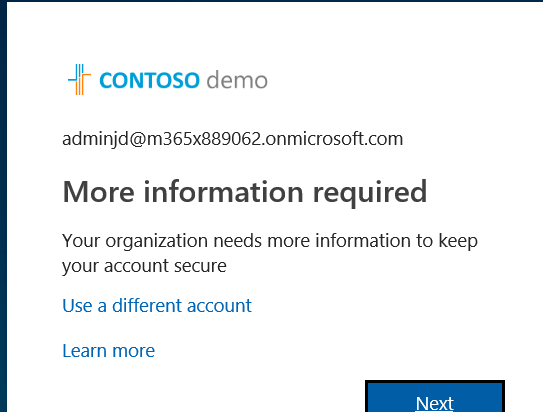 CONTOSO demo
adminjd@m365x889062.onmicrosoft.com
More information required
Your organization needs more information to keep
your account secure
Use a different account
Learn more
Next